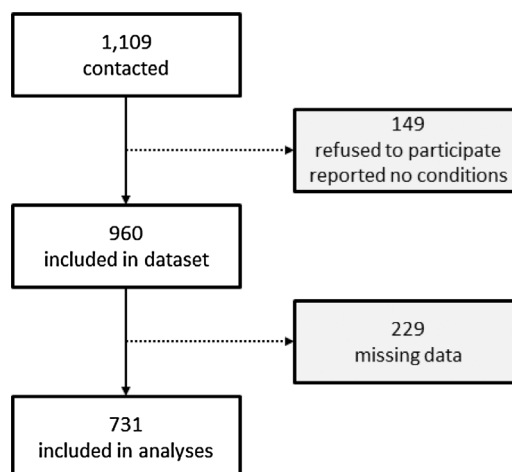 1,109
contacted
149
refused to participate
reported no conditions
960
included in dataset
229
missing data
731
included in analyses